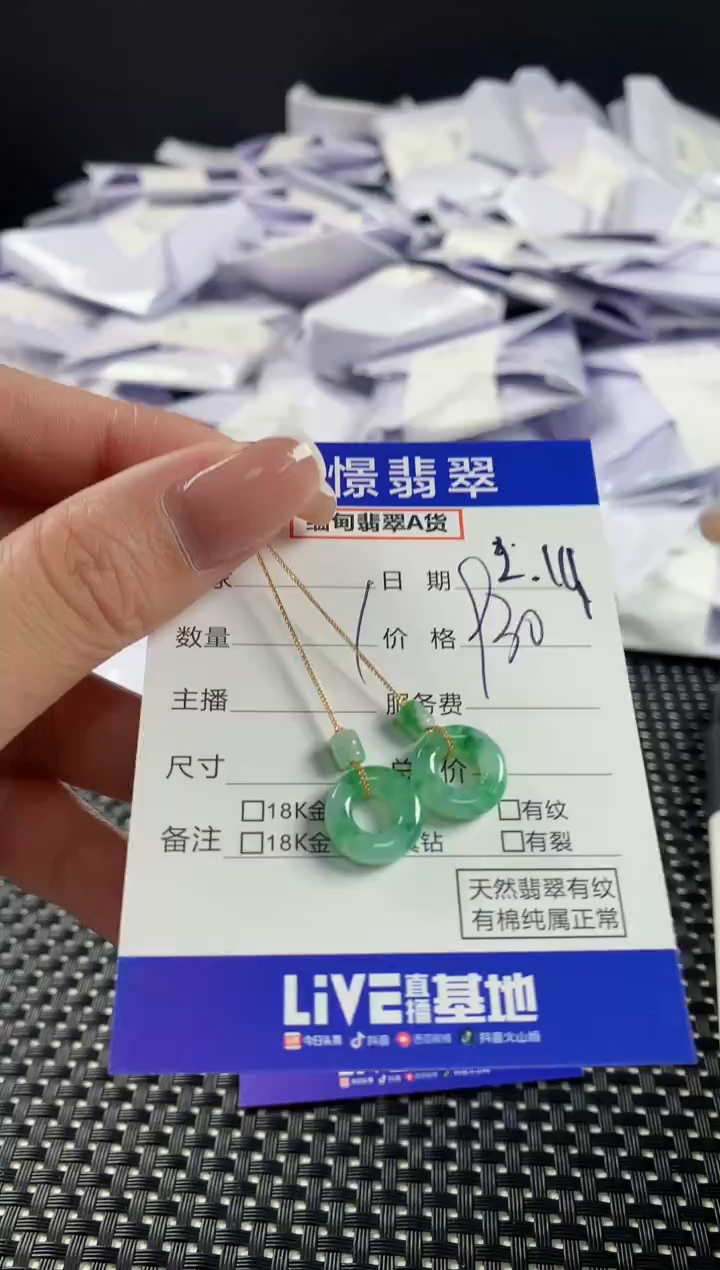 憬翡翠
缅甸翡翠A货
日期 2.14
数量 1 价格
主播 服务费
尺寸 总价
□18K金 □有纹
备注 □18K金 钻 □有裂
天然翡翠有纹
有棉纯属正常
LiVE直播基地
今日头条 抖音 西瓜视频 抖音火山版